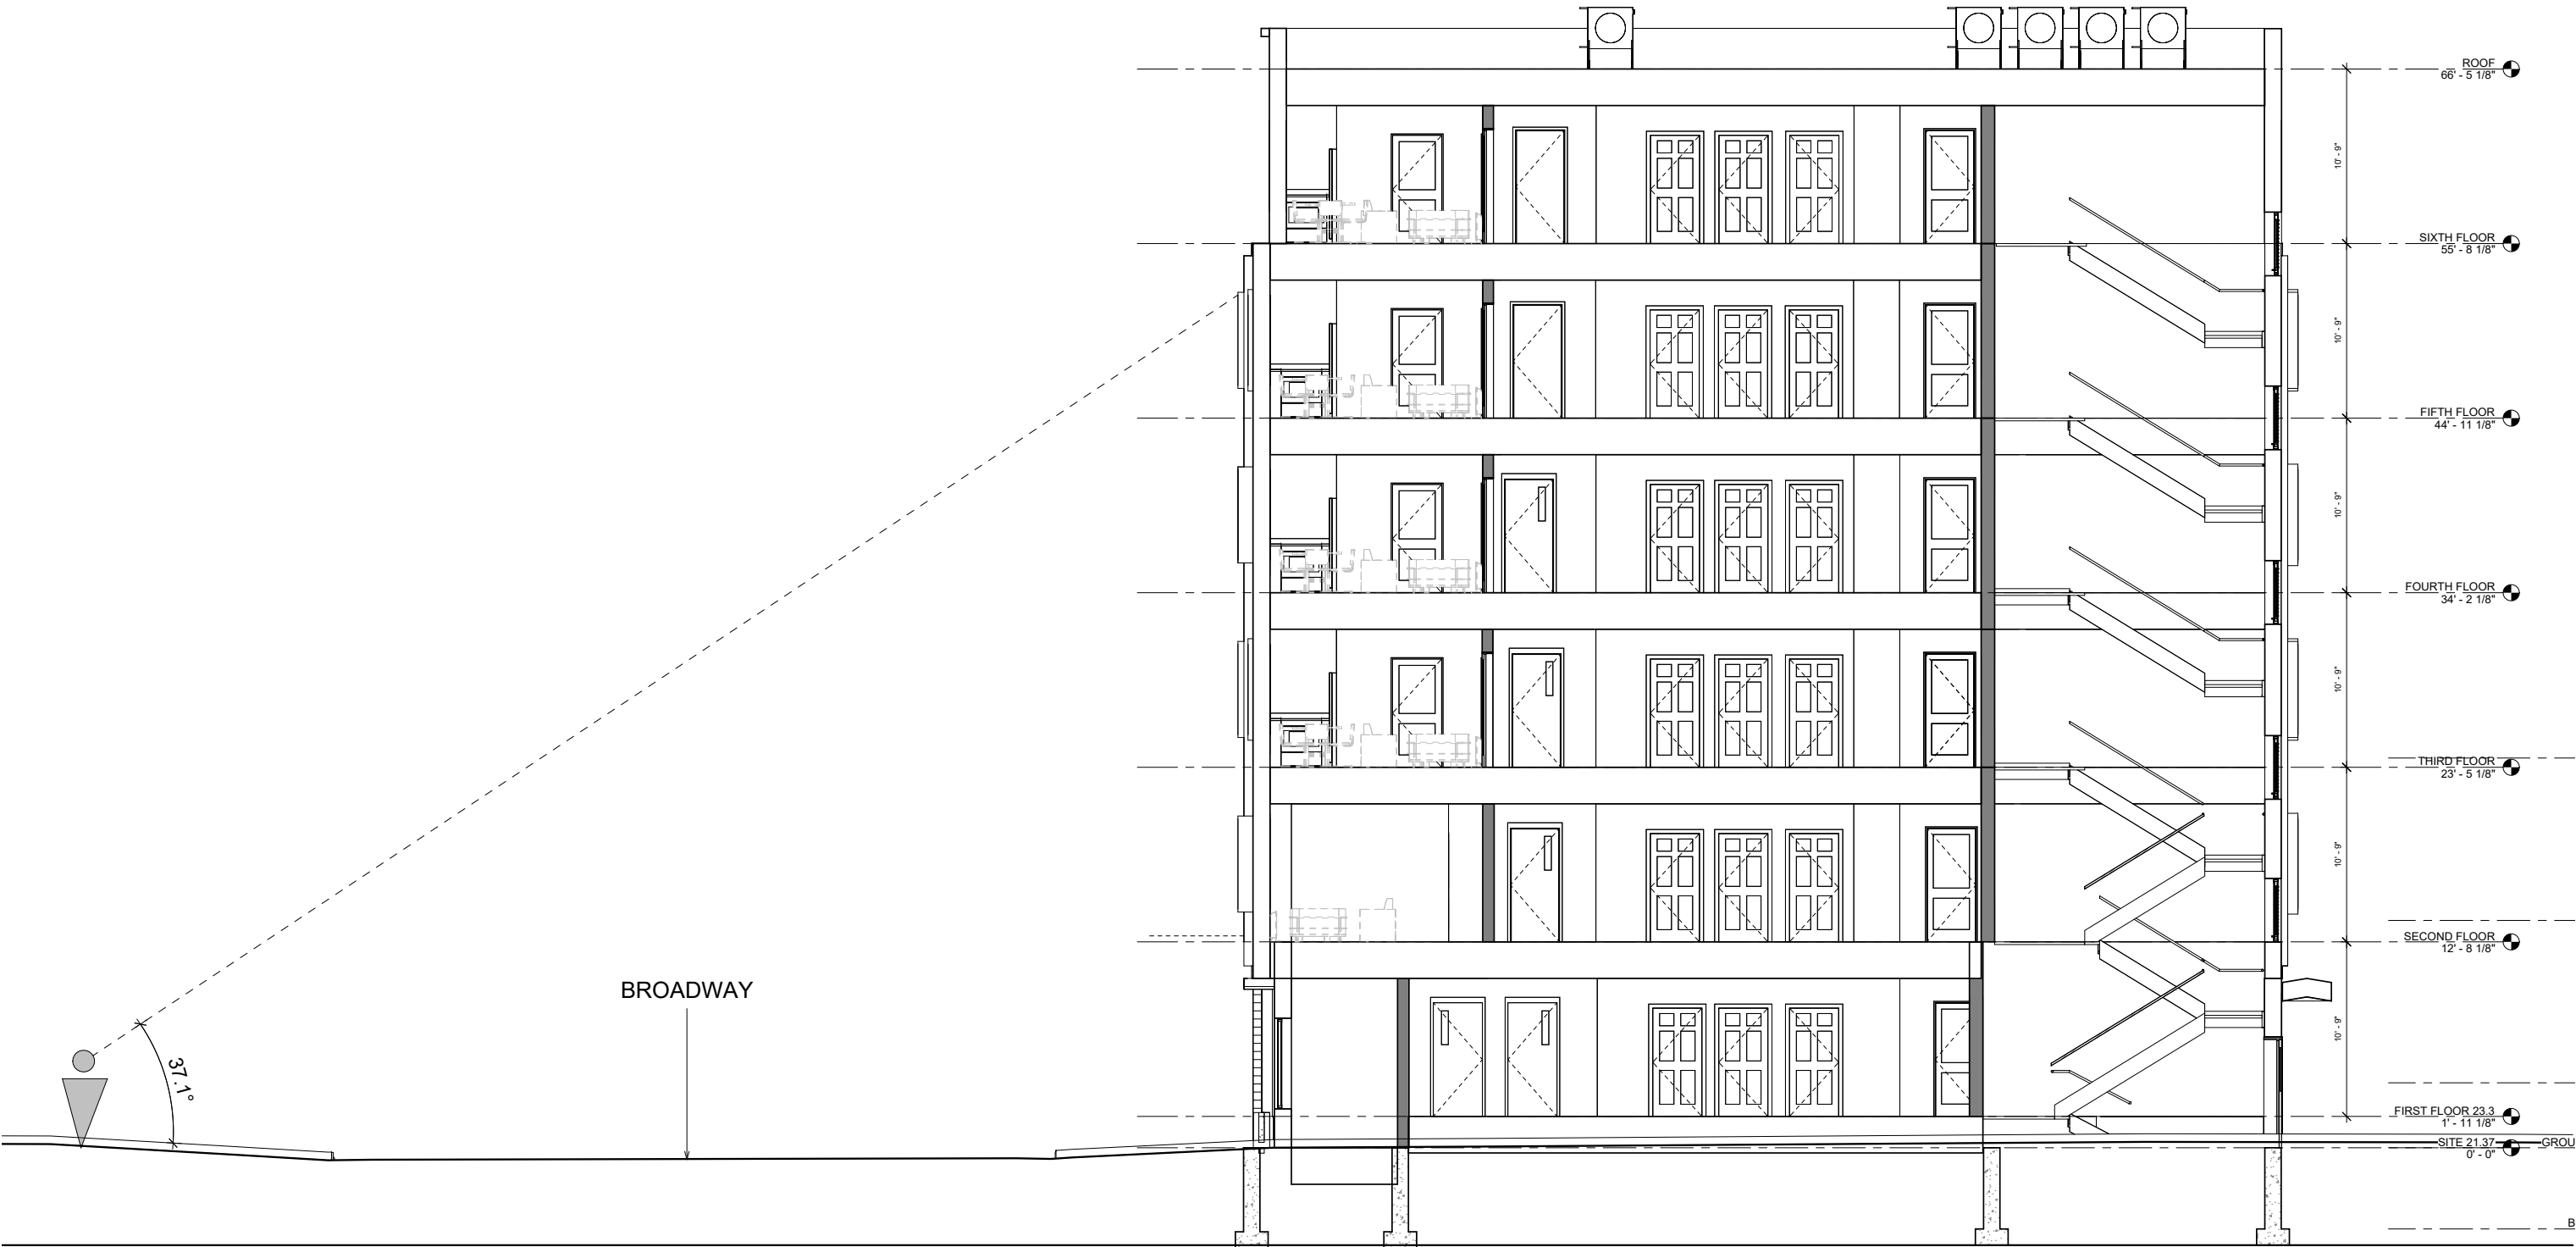 ROOF
66' - 5 1/8"
10' - 9"
SIXTH FLOOR
55' - 8 1/8"
10' - 9"
FIFTH FLOOR
44' - 11 1/8"
10' - 9"
FOURTH FLOOR
34' - 2 1/8"
10' - 9"
THIRD FLOOR
23' - 5 1/8"
10' - 9"
SECOND FLOOR
12' - 8 1/8"
BROADWAY
10' - 9"
37.1°
FIRST FLOOR 23.3
1' - 11 1/8"
SITE 21.37
GROU
0' - 0"
B